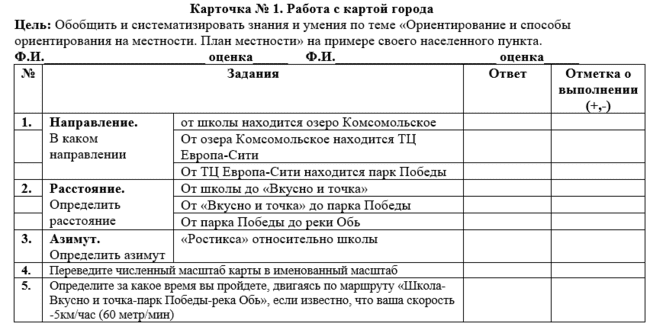 Карточка № 1. Работа с картой города
Цель: Обобщить и систематизировать знания и умения по теме «Ориентирование и способы
ориентирования на местности. План местности» на примере своего населенного пункта.
Ф.И.________________________ оценка_____ Ф.И.________________________ оценка_____
№ Задания Ответ Отметка о
выполнении
(+,-)
1. Направление.
В каком
направлении
от школы находится озеро Комсомольское
От озера Комсомольское находится ТЦ
Европа-Сити
От ТЦ Европа-Сити находится парк Победы
2. Расстояние.
Определить
расстояние
От школы до «Вкусно и точка»
От «Вкусно и точка» до парка Победы
От парка Победы до реки Обь
3. Азимут.
Определить азимут
«Ростикса» относительно школы
4. Переведите численный масштаб карты в именованный масштаб
5. Определите за какое время вы пройдете, двигаясь по маршруту «Школа-
Вкусно и точка-парк Победы-река Обь», если известно, что ваша скорость
-5км/час (60 метр/мин)